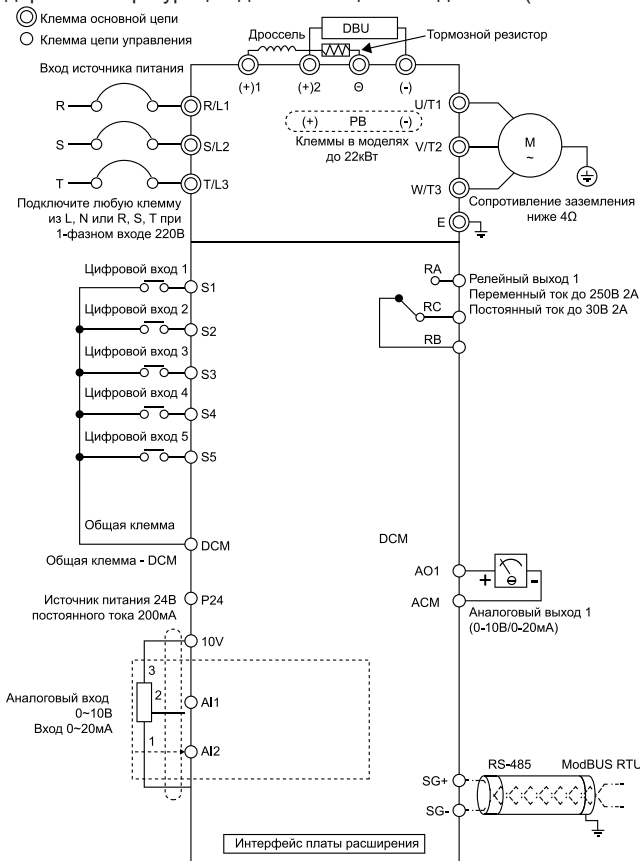 Клемма основной цепи
Клемма цепи управления
Дроссель
DBU
Тормозной резистор
Вход источника питания
(+)1
(+)2
Θ
(-)
R
R/L1
(+) PB (-)
Клеммы в моделях
до 22кВт
U/T1
S
S/L2
V/T2
M
~
T
T/L3
W/T3
Подключите любую клемму
из L, N или R, S, T при
1-фазном входе 220В
Сопротивление заземления
ниже 4Ω
E
Цифровой вход 1
S1
Цифровой вход 2
S2
Цифровой вход 3
S3
Цифровой вход 4
S4
Цифровой вход 5
S5
RA
Релейный выход 1
Переменный ток до 250В 2А
Постоянный ток до 30В 2А
RC
RB
Общая клемма
DCM
Общая клемма - DCM
DCM
Источник питания 24В
постоянного тока 200мА
P24
AO1
+
Θ
-
ACM
Аналоговый выход 1
(0-10В/0-20мА)
10V
3
Аналоговый вход
0~10В
Вход 0~20мА
2
AI1
1
AI2
RS-485
ModBUS RTU
SG+
SG-
Интерфейс платы расширения